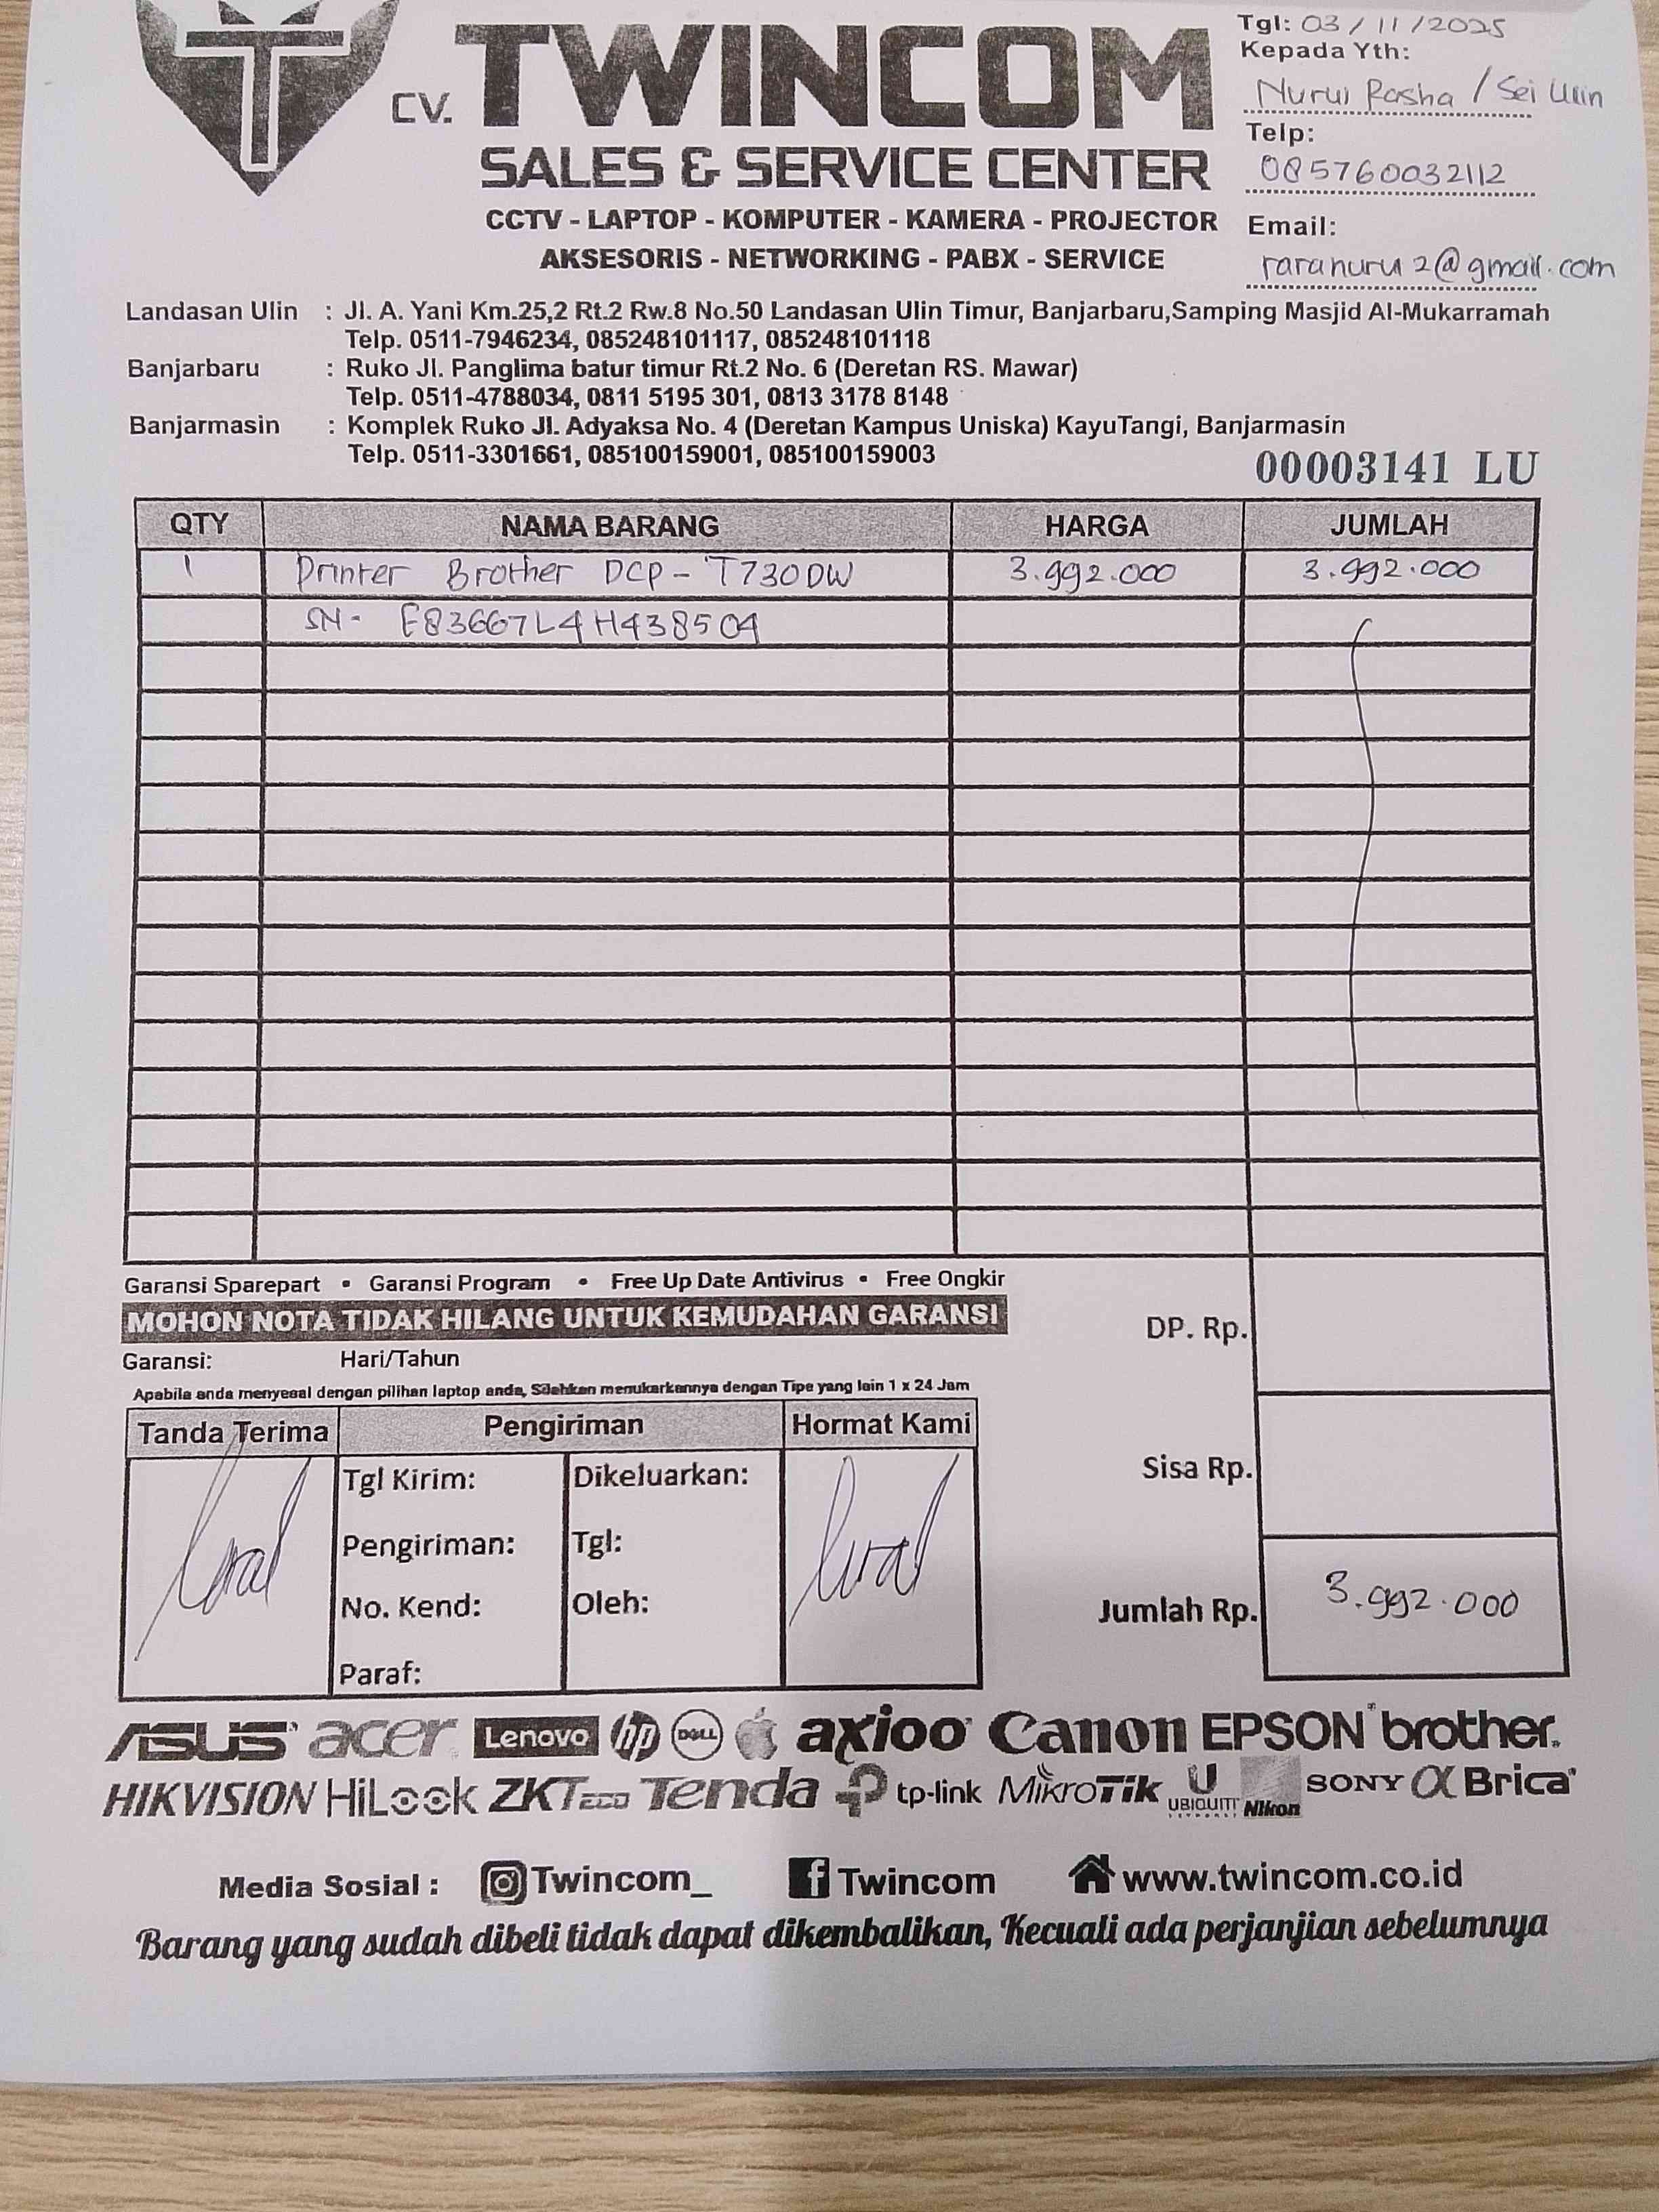 Tgl: 03/11/2025
Kepada Yth:
Nurul Rasha / Sei Ulin
Telp:
085760032112
Email:
raranuru2@gmail.com
CV. TWINCOM
SALES & SERVICE CENTER
CCTV - LAPTOP - KOMPUTER - KAMERA - PROJECTOR
AKSESORIS - NETWORKING - PABX - SERVICE
Landasan Ulin : Jl. A. Yani Km.25,2 Rt.2 Rw.8 No.50 Landasan Ulin Timur, Banjarbaru,Samping Masjid Al-Mukarramah
Telp. 0511-7946234, 085248101117, 085248101118
Banjarbaru : Ruko Jl. Panglima batur timur Rt.2 No. 6 (Deretan RS. Mawar)
Telp. 0511-4788034, 0811 5195 301, 0813 3178 8148
Banjarmasin : Komplek Ruko Jl. Adyaksa No. 4 (Deretan Kampus Uniska) KayuTangi, Banjarmasin
Telp. 0511-3301661, 085100159001, 085100159003
00003141 LU
QTY NAMA BARANG HARGA JUMLAH
1 Printer Brother DCP-T730DW 3.992.000 3.992.000
SN- E83667L4H438504
Garansi Sparepart • Garansi Program • Free Up Date Antivirus • Free Ongkir
MOHON NOTA TIDAK HILANG UNTUK KEMUDAHAN GARANSI
Garansi: Hari/Tahun
Apabila anda menyesal dengan pilihan laptop anda, Silahkan menukarkannya dengan Tipe yang lain 1 x 24 Jam
DP. Rp.
Sisa Rp.
Jumlah Rp. 3.992.000
Tanda Terima Pengiriman Hormat Kami
Tgl Kirim: Dikeluarkan:
Pengiriman: Tgl:
No. Kend: Oleh:
Paraf:
ASUS acer Lenovo hp DELL axioo Canon EPSON brother
HIKVISION HiLook ZKTeco Tenda tp-link MikroTik UBIQUITI Nikon SONY α Brica
Media Sosial : Twincom_ Twincom www.twincom.co.id
Barang yang sudah dibeli tidak dapat dikembalikan, Kecuali ada perjanjian sebelumnya